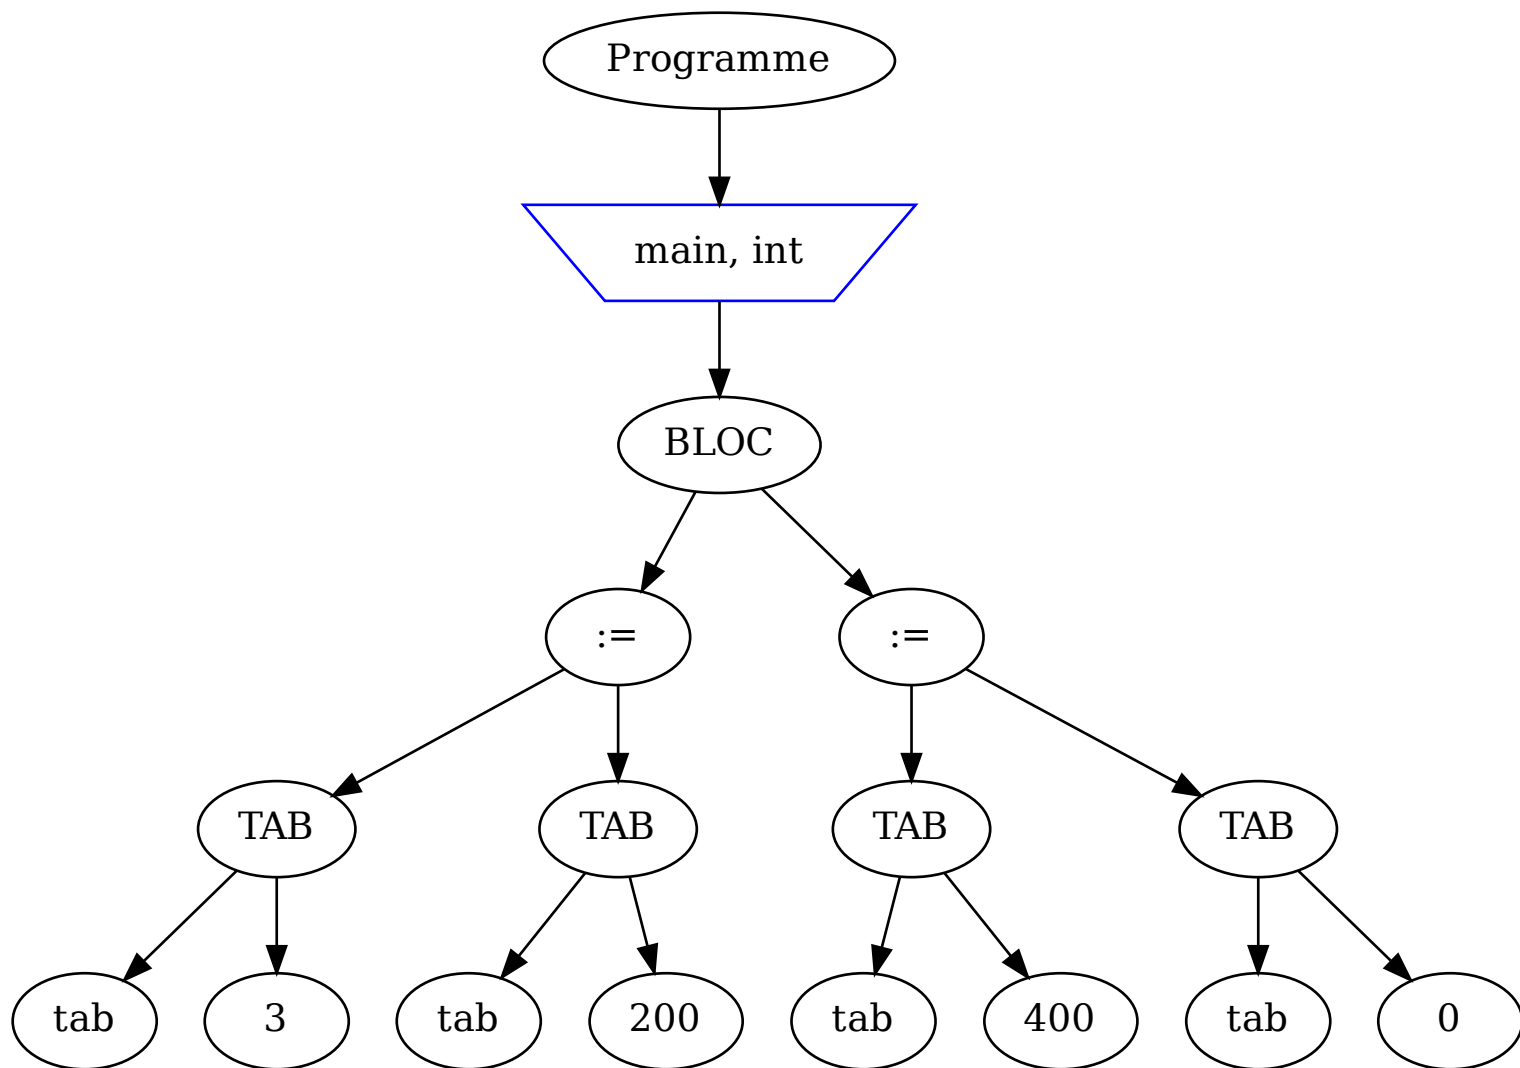 Programme
main, int
BLOC
:= :=
TAB TAB TAB TAB
tab 3 tab 200 tab 400 tab 0